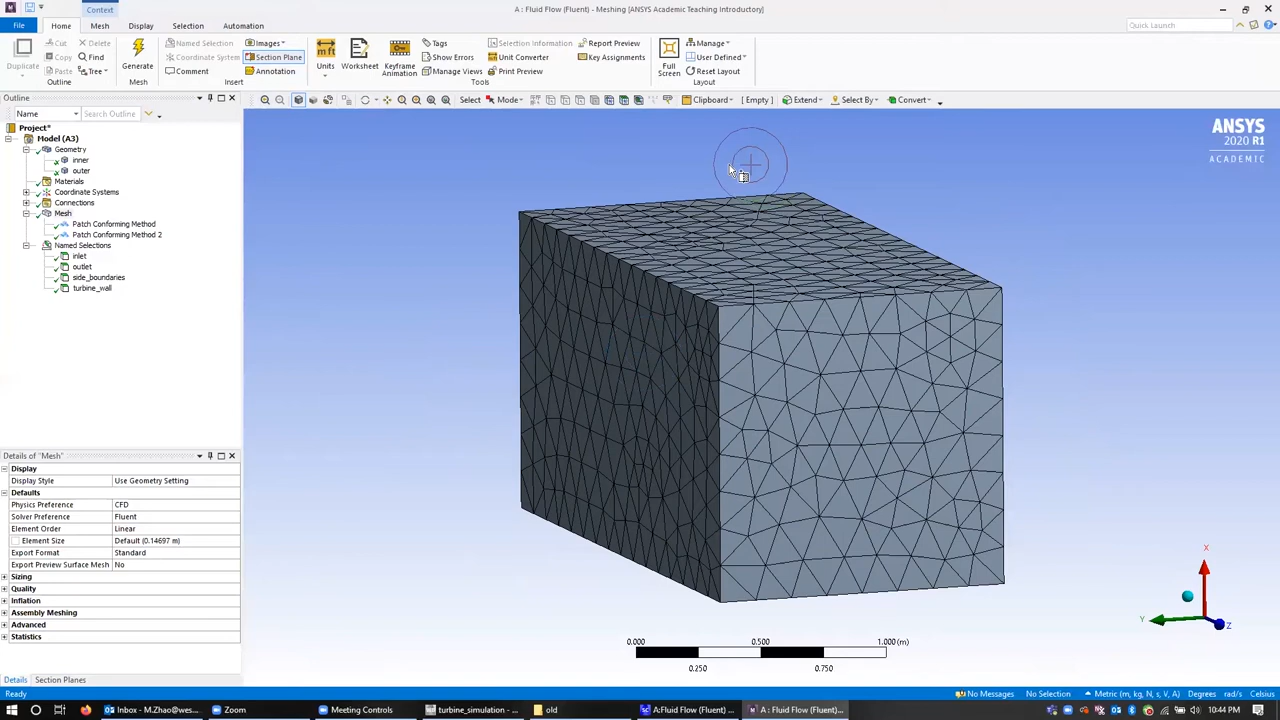 A : Fluid Flow (Fluent) - Meshing [ANSYS Academic Teaching Introductory]
Context
File Home Mesh Display Selection Automation
Quick Launch
Duplicate
Cut Delete
Copy Find
Paste Tree
Outline
Generate
Mesh
Named Selection
Coordinate System
Comment
Images
Section Plane
Annotation
Insert
Units
Worksheet
Keyframe
Animation
Tags
Show Errors
Manage Views
Selection Information
Unit Converter
Print Preview
Report Preview
Key Assignments
Tools
Full
Screen
Manage
User Defined
Reset Layout
Layout
Outline
Name
Search Outline
Select Mode Clipboard [ Empty ] Extend Select By Convert
Project*
Model (A3)
Geometry
inner
outer
Materials
Coordinate Systems
Connections
Mesh
Patch Conforming Method
Patch Conforming Method 2
Named Selections
inlet
outlet
side_boundaries
turbine_wall
ANSYS
2020 R1
ACADEMIC
Details of "Mesh"
Display
Display Style Use Geometry Setting
Defaults
Physics Preference CFD
Solver Preference Fluent
Element Order Linear
Element Size Default (0.14697 m)
Export Format Standard
Export Preview Surface Mesh No
Sizing
Quality
Inflation
Assembly Meshing
Advanced
Statistics
X
Y
Z
0.000 0.500 1.000 (m)
0.250 0.750
Details Section Planes
Ready
No Messages No Selection Metric (m, kg, N, s, V, A) Degrees rad/s Celsius
Inbox - M.Zhao@wes...
Zoom
Meeting Controls
turbine_simulation - ...
old
A:Fluid Flow (Fluent) ...
A : Fluid Flow (Fluent)...
10:44 PM